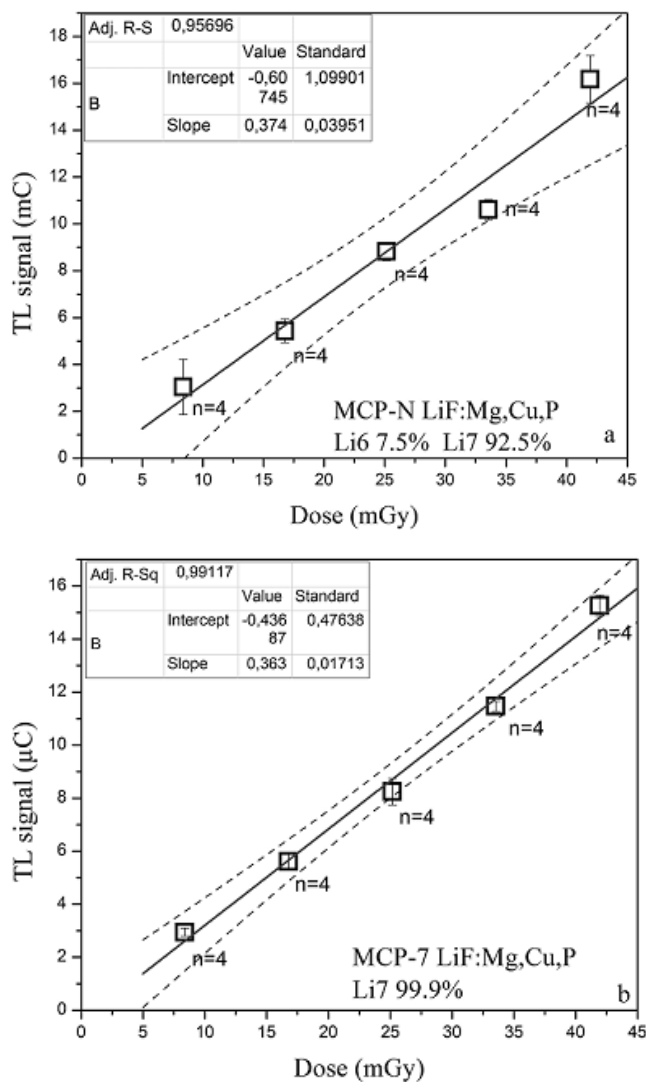 Adj. R-S 0,95696
Value Standard
Intercept -0,60 1,09901
745
B
Slope 0,374 0,03951
18
16
14
12
10
8
6
4
2
0
TL signal (mC)
n=4
n=4
n=4
n=4
n=4
MCP-N LiF:Mg,Cu,P
Li6 7.5% Li7 92.5%
a
0 5 10 15 20 25 30 35 40 45
Dose (mGy)
Adj. R-Sq 0,99117
Value Standard
Intercept -0,436 0,47638
87
B
Slope 0,363 0,01713
16
14
12
10
8
6
4
2
0
TL signal (µC)
n=4
n=4
n=4
n=4
n=4
MCP-7 LiF:Mg,Cu,P
Li7 99.9%
b
0 5 10 15 20 25 30 35 40 45
Dose (mGy)